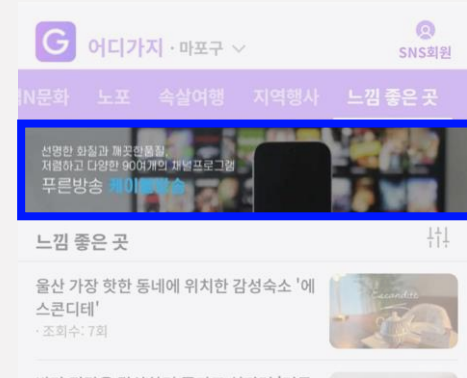 G 어디가지 · 마포구
SNS회원
N문화 노포 속살여행 지역행사 느낌 좋은 곳
선명한 화질과 깨끗한품질,
저렴하고 다양한 90여개의 채널프로그램
푸른방송 케이블방송
느낌 좋은 곳
울산 가장 핫한 동네에 위치한 감성숙소 '에
스콘디테'
· 조회수: 7회